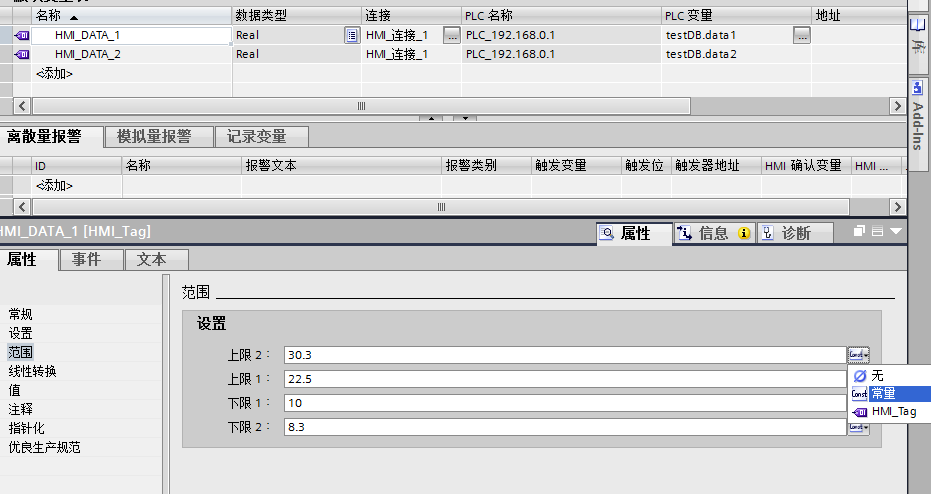 名称 数据类型 连接 PLC 名称 PLC 变量 地址
HMI_DATA_1 Real HMI_连接_1 ... PLC_192.168.0.1 testDB.data1 ...
HMI_DATA_2 Real HMI_连接_1 PLC_192.168.0.1 testDB.data2
<添加>
库
Add-Ins
离散量报警 模拟量报警 记录变量
ID 名称 报警文本 报警类别 触发变量 触发位 触发器地址 HMI 确认变量 HMI ...
<添加>
HMI_DATA_1 [HMI_Tag] 属性 信息 诊断
属性 事件 文本
范围
常规
设置
范围
线性转换
值
注释
指针化
优良生产规范
设置
上限 2： 30.3 Const
上限 1： 22.5
下限 1： 10
下限 2： 8.3 Const
无
Const 常量
HMI_Tag